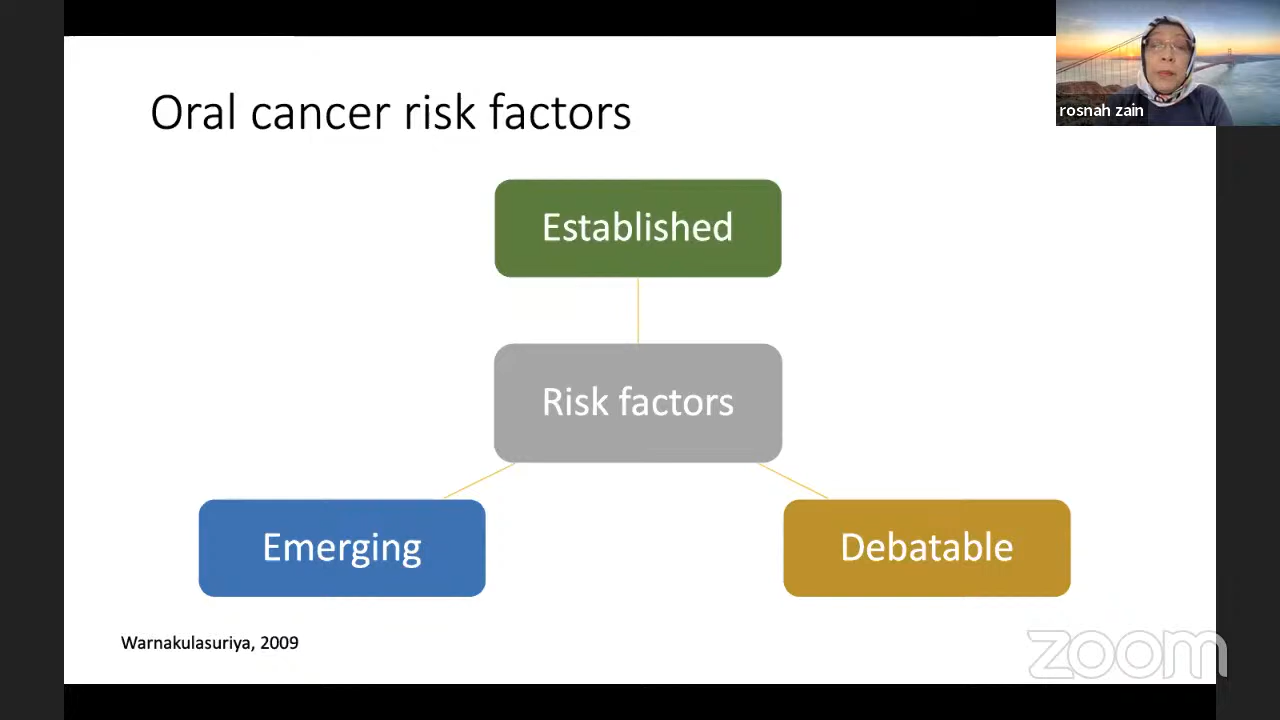 Oral cancer risk factors
rosnah zain
Established
Risk factors
Emerging
Debatable
Warnakulasuriya, 2009
zoom